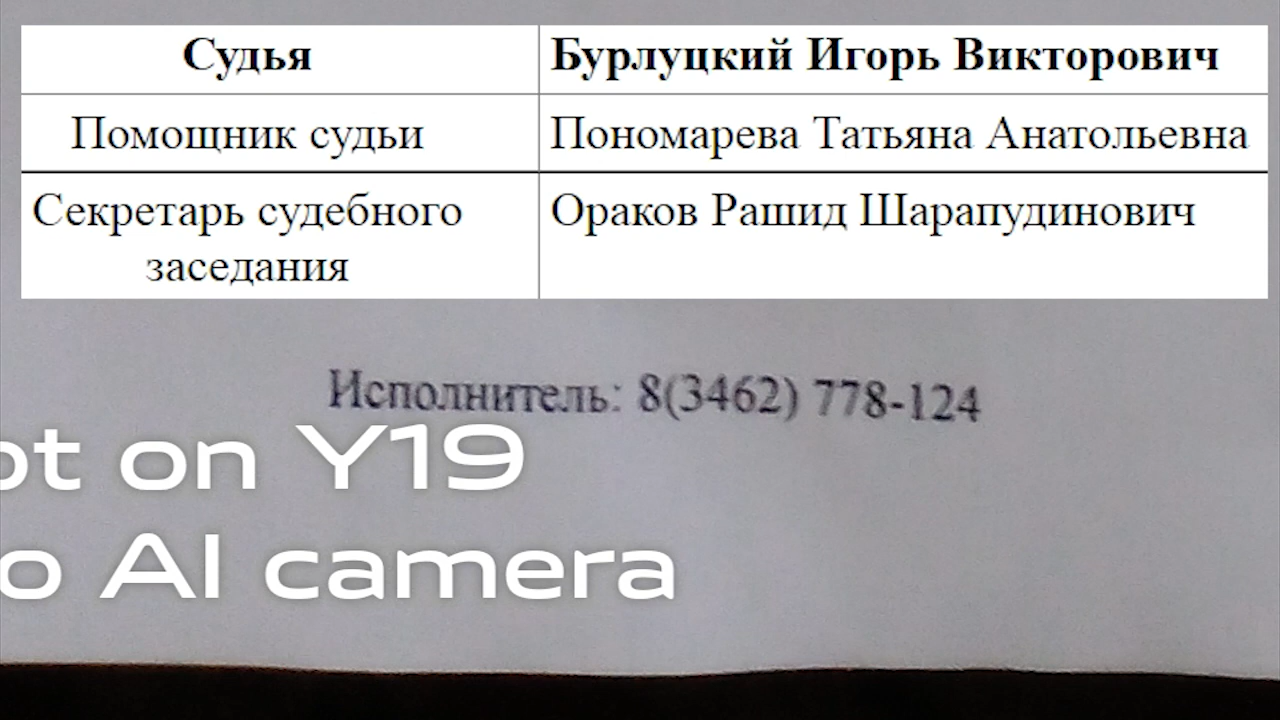 Судья Бурлуцкий Игорь Викторович
Помощник судьи Пономарева Татьяна Анатольевна
Секретарь судебного Ораков Рашид Шарапудинович
заседания
Исполнитель: 8(3462) 778-124
on Y19
AI camera